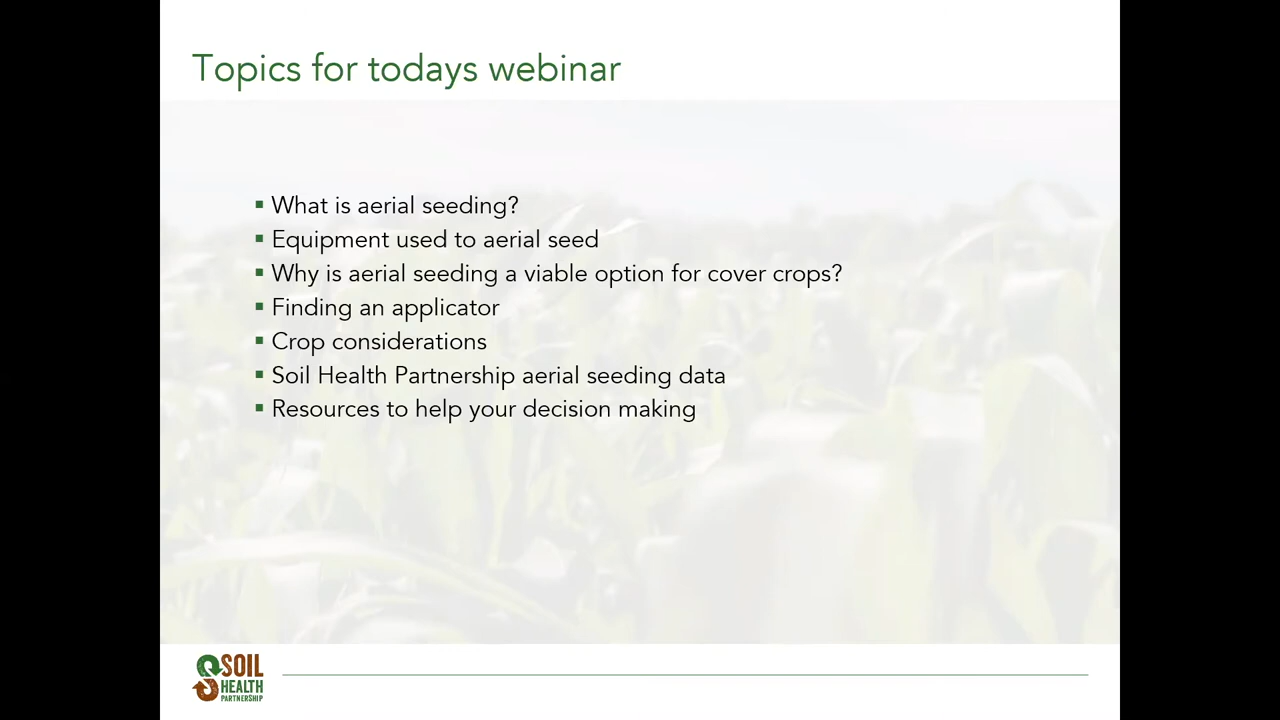 Topics for todays webinar
▪ What is aerial seeding?
▪ Equipment used to aerial seed
▪ Why is aerial seeding a viable option for cover crops?
▪ Finding an applicator
▪ Crop considerations
▪ Soil Health Partnership aerial seeding data
▪ Resources to help your decision making
SOIL
HEALTH
PARTNERSHIP